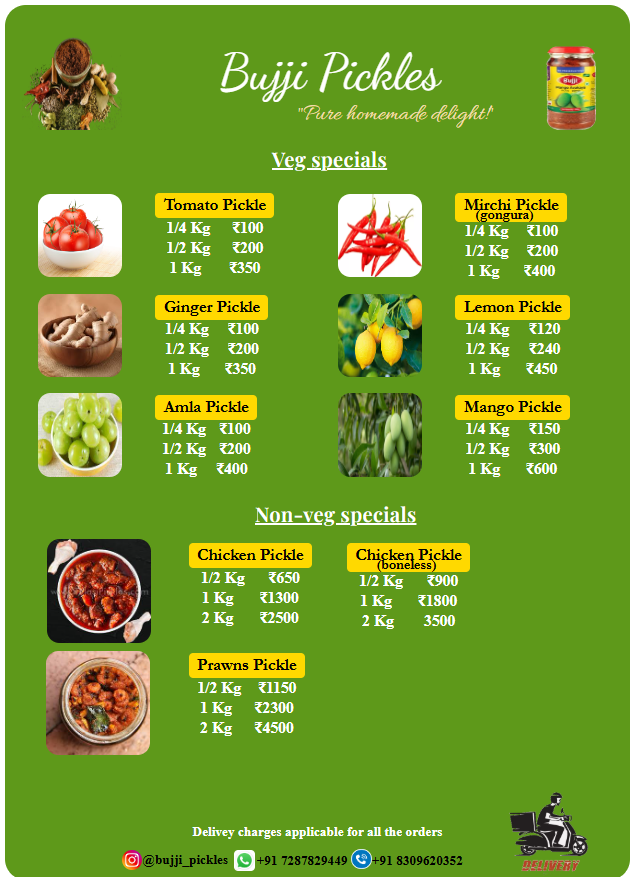 Bujji Pickles
"Pure homemade delight!'
Bujji
Veg specials
Tomato Pickle
1/4 Kg ₹100
1/2 Kg ₹200
1 Kg ₹350
Mirchi Pickle
(gongura)
1/4 Kg ₹100
1/2 Kg ₹200
1 Kg ₹400
Ginger Pickle
1/4 Kg ₹100
1/2 Kg ₹200
1 Kg ₹350
Lemon Pickle
1/4 Kg ₹120
1/2 Kg ₹240
1 Kg ₹450
Amla Pickle
1/4 Kg ₹100
1/2 Kg ₹200
1 Kg ₹400
Mango Pickle
1/4 Kg ₹150
1/2 Kg ₹300
1 Kg ₹600
Non-veg specials
Chicken Pickle
1/2 Kg ₹650
1 Kg ₹1300
2 Kg ₹2500
Chicken Pickle
(boneless)
1/2 Kg ₹900
1 Kg ₹1800
2 Kg 3500
Prawns Pickle
1/2 Kg ₹1150
1 Kg ₹2300
2 Kg ₹4500
Delivey charges applicable for all the orders
@bujji_pickles +91 7287829449 +91 8309620352
DELIVERY